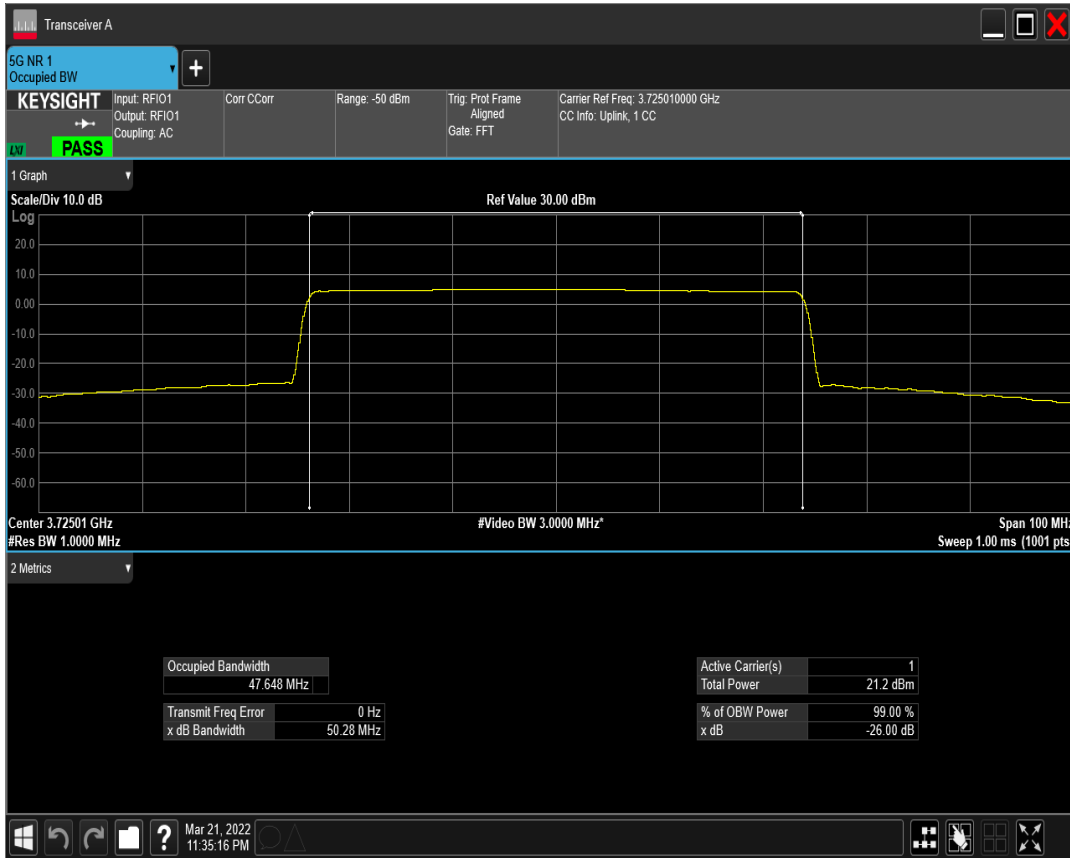 Transceiver A
5G NR 1
Occupied BW
+
KEYSIGHT
LXI
PASS
Input: RFIO1
Output: RFIO1
Coupling: AC
Corr CCorr
Range: -50 dBm
Trig: Prot Frame
Aligned
Gate: FFT
Carrier Ref Freq: 3.725010000 GHz
CC Info: Uplink, 1 CC
1 Graph
Scale/Div 10.0 dB
Ref Value 30.00 dBm
Log
20.0
10.0
0.00
-10.0
-20.0
-30.0
-40.0
-50.0
-60.0
Center 3.72501 GHz
#Video BW 3.0000 MHz*
Span 100 MHz
#Res BW 1.0000 MHz
Sweep 1.00 ms (1001 pts
2 Metrics
Occupied Bandwidth
47.648 MHz
Transmit Freq Error 0 Hz
x dB Bandwidth 50.28 MHz
Active Carrier(s) 1
Total Power 21.2 dBm
% of OBW Power 99.00 %
x dB -26.00 dB
?
Mar 21, 2022
11:35:16 PM